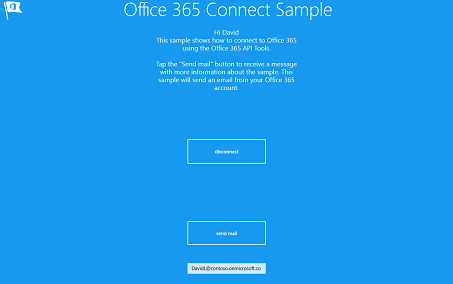 Office 365 Connect Sample
Hi David
This sample shows how to connect to Office 365
using the Office 365 API Tools.
Tap the "Send mail" button to receive a message
with more information about the sample. This
sample will send an email from your Office 365
account.
disconnect
send mail
DavidL@contoso.onmicrosoft.co